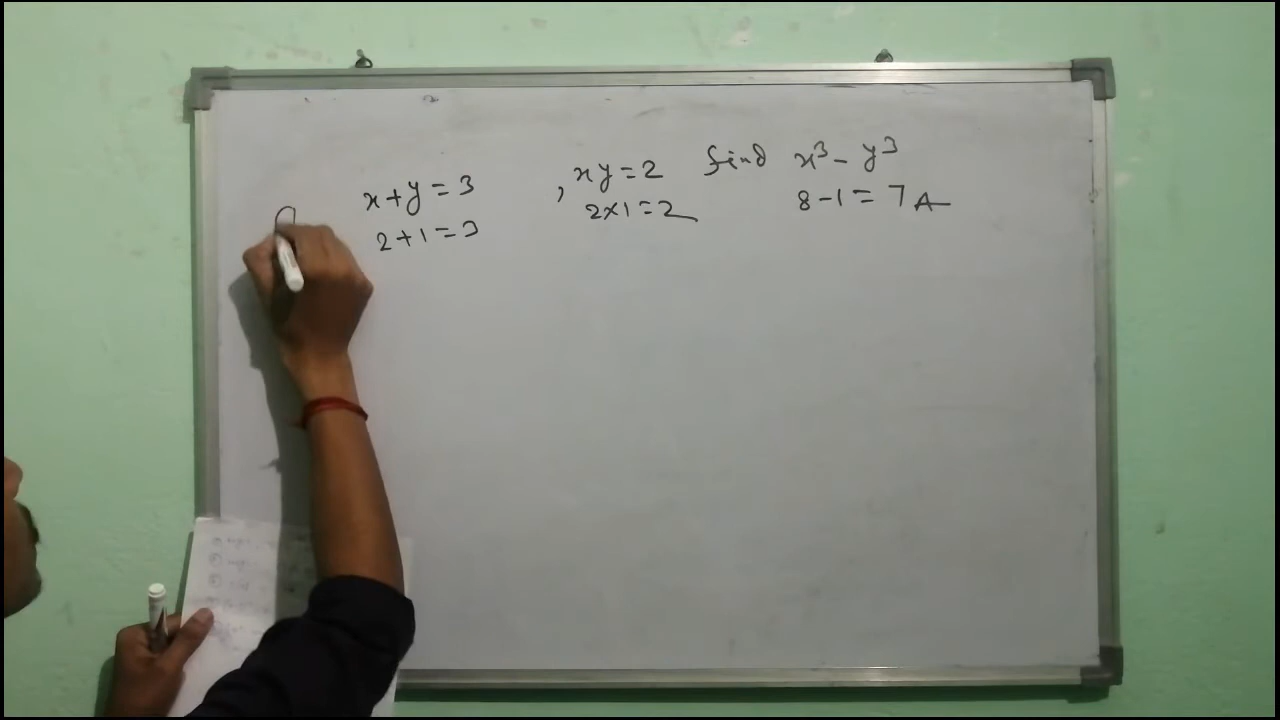 x+y=3 , xy=2 find x³-y³
2+1=3 2×1=2 8-1=7 A